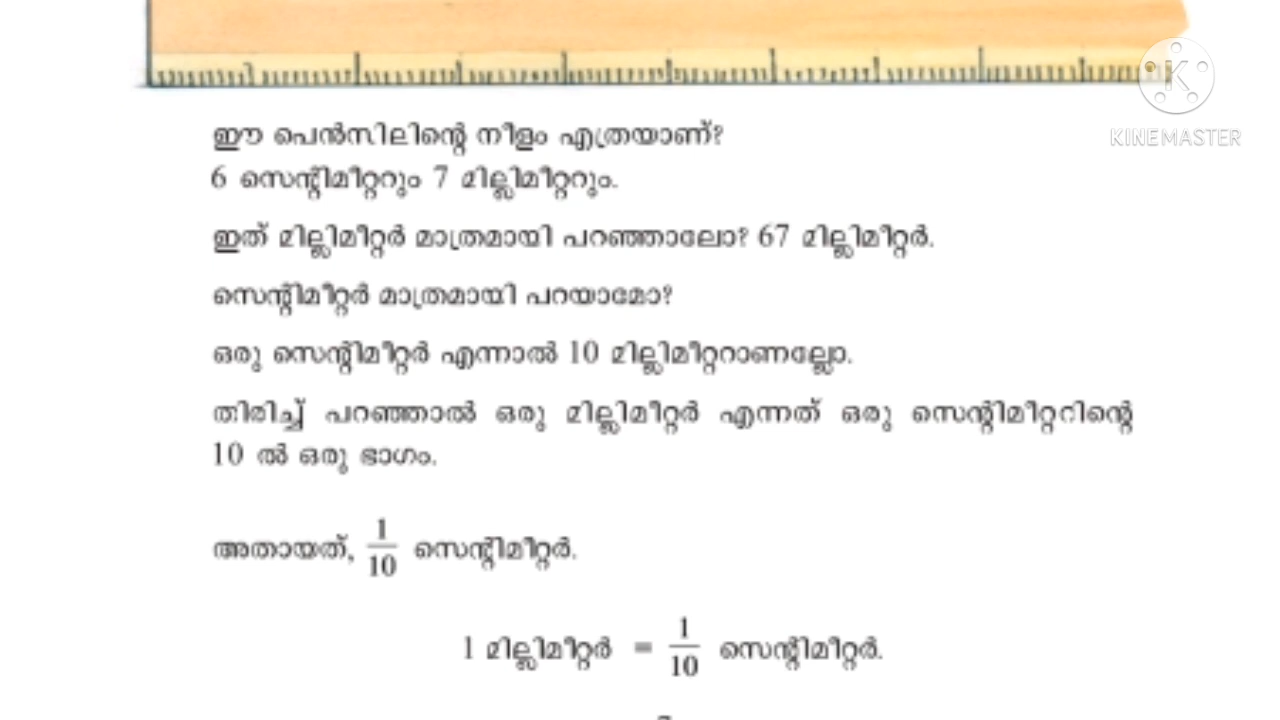 KINEMASTER
ഈ പെൻസിലിന്റെ നീളം എത്രയാണ്?
6 സെന്റിമീറ്ററും 7 മില്ലിമീറ്ററും.
ഇത് മില്ലിമീറ്റർ മാത്രമായി പറഞ്ഞാലോ? 67 മില്ലിമീറ്റർ.
സെന്റിമീറ്റർ മാത്രമായി പറയാമോ?
ഒരു സെന്റിമീറ്റർ എന്നാൽ 10 മില്ലിമീറ്ററാണല്ലോ.
തിരിച്ച് പറഞ്ഞാൽ ഒരു മില്ലിമീറ്റർ എന്നത് ഒരു സെന്റിമീറ്ററിന്റെ
10 ൽ ഒരു ഭാഗം.
അതായത്, 1/10 സെന്റിമീറ്റർ.
1 മില്ലിമീറ്റർ = 1/10 സെന്റിമീറ്റർ.